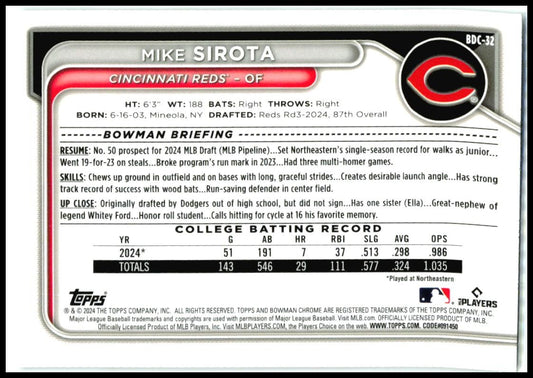 BDC-32
MIKE SIROTA
CINCINNATI REDS® – OF
C
HT: 6'3" WT: 188 BATS: Right THROWS: Right
BORN: 6-16-03, Mineola, NY DRAFTED: Reds Rd3-2024, 87th Overall
BOWMAN BRIEFING
RESUME: No. 50 prospect for 2024 MLB Draft (MLB Pipeline)...Set Northeastern's single-season record for walks as junior...
Went 19-for-23 on steals...Broke program's run mark in 2023...Had three multi-homer games.
SKILLS: Chews up ground in outfield and on bases with long, graceful strides...Creates desirable launch angle...Has strong
track record of success with wood bats...Run-saving defender in center field.
UP CLOSE: Originally drafted by Dodgers out of high school, but did not sign...Has one sister (Ella)...Great-nephew of
legend Whitey Ford...Honor roll student...Calls hitting for cycle at 16 his favorite memory.
COLLEGE BATTING RECORD
YR G AB HR RBI SLG AVG OPS
2024* 51 191 7 37 .513 .298 .986
TOTALS 143 546 29 111 .577 .324 1.035
*Played at Northeastern
Topps
MLB PLAYERS
® & © 2024 THE TOPPS COMPANY, INC. ALL RIGHTS RESERVED. TOPPS AND BOWMAN CHROME ARE TRADEMARKS OF THE TOPPS COMPANY, INC.
Major League Baseball trademarks and copyrights are used with permission of Major League Baseball. Visit MLB.com. OFFICIALLY LICENSED PRODUCT OF MLB.
Officially Licensed Product of MLB Players, Inc. Visit MLBPLAYERS.com, the Players Choice on the web. WWW.TOPPS.COM. CODE#091450